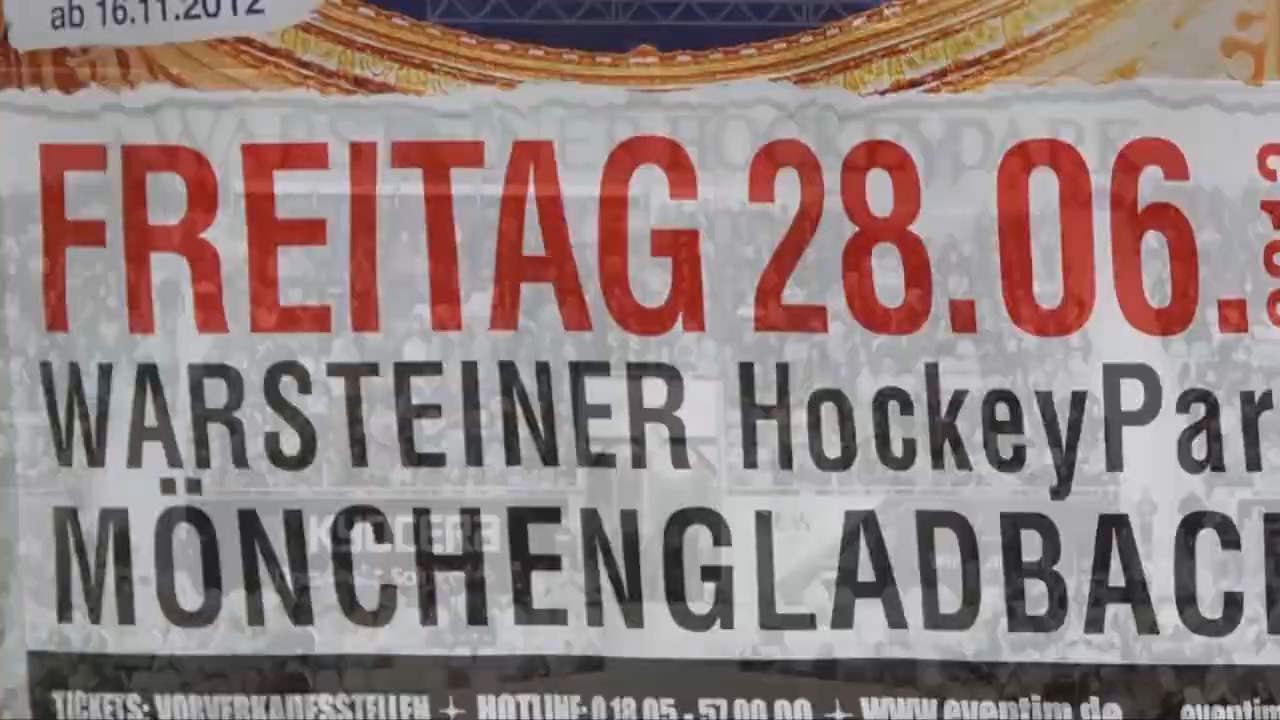 ab 16.11.2012
FREITAG 28.06.
WARSTEINER HockeyPar
MÖNCHENGLADBAC
KYOCERA
TICKETS: VORVERKAUFSSTELLEN + HOTLINE: 0 18 05 - 57 00 00 + www.eventim.de